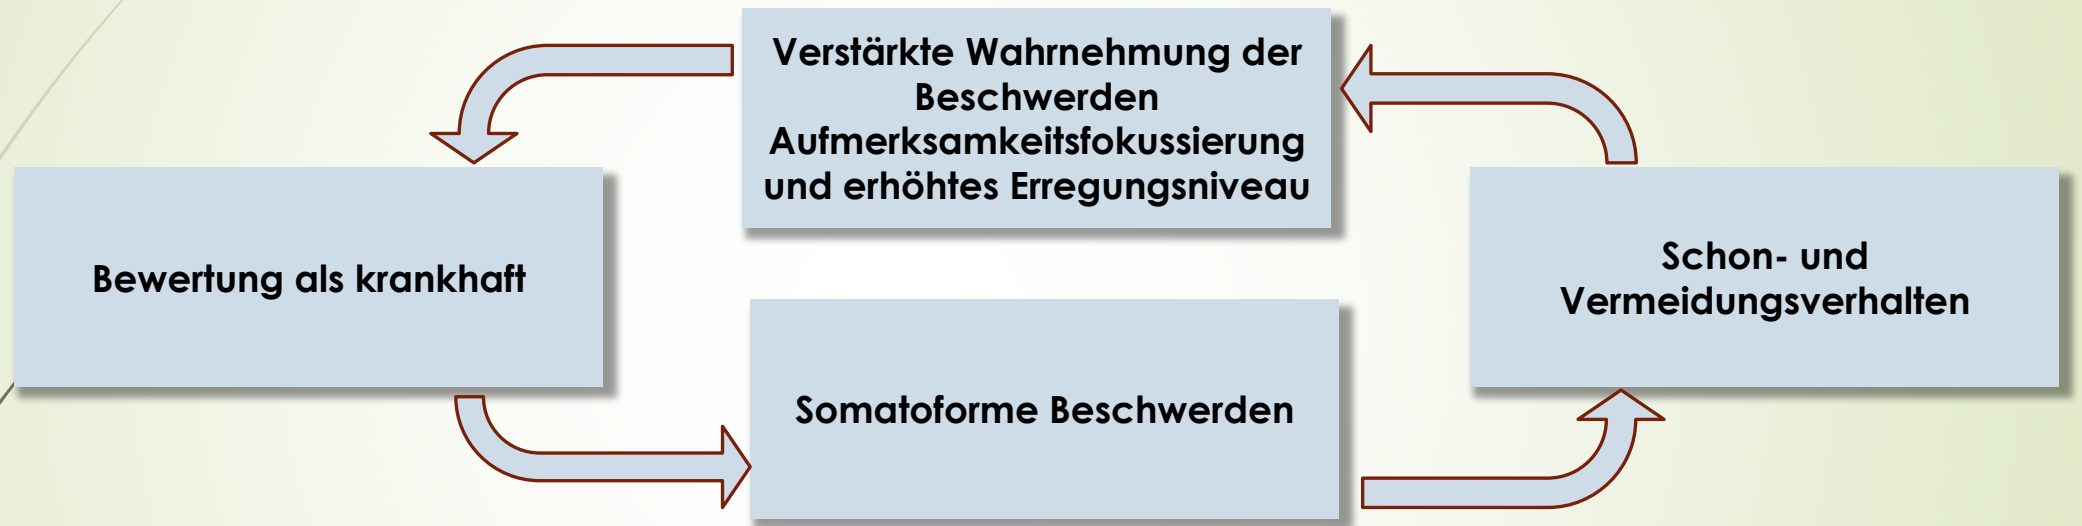 Verstärkte Wahrnehmung der
Beschwerden
Aufmerksamkeitsfokussierung
und erhöhtes Erregungsniveau
Bewertung als krankhaft
Schon- und
Vermeidungsverhalten
Somatoforme Beschwerden